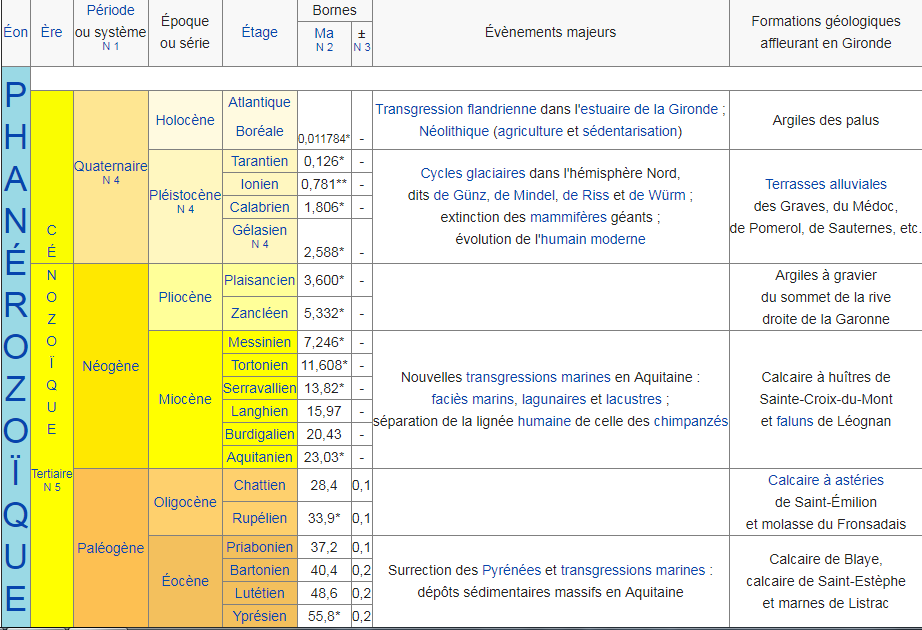 Éon Ère Période ou système N 1 Époque ou série Étage Bornes Évènements majeurs Formations géologiques affleurant en Gironde
Ma N 2 ± N 3
PHANÉROZOÏQUE
CÉNOZOÏQUE
Tertiaire
N 5
Quaternaire
N 4
Holocène
Atlantique
Boréale
0,011784* -
Transgression flandrienne dans l'estuaire de la Gironde ;
Néolithique (agriculture et sédentarisation)
Argiles des palus
Pléistocène
N 4
Tarantien 0,126* -
Ionien 0,781** -
Calabrien 1,806* -
Gélasien
N 4
2,588* -
Cycles glaciaires dans l'hémisphère Nord,
dits de Günz, de Mindel, de Riss et de Würm ;
extinction des mammifères géants ;
évolution de l'humain moderne
Terrasses alluviales
des Graves, du Médoc,
de Pomerol, de Sauternes, etc.
Néogène
Pliocène
Plaisancien 3,600* -
Zancléen 5,332* -
Argiles à gravier
du sommet de la rive
droite de la Garonne
Miocène
Messinien 7,246* -
Tortonien 11,608* -
Serravallien 13,82* -
Langhien 15,97 -
Burdigalien 20,43 -
Aquitanien 23,03* -
Nouvelles transgressions marines en Aquitaine :
faciès marins, lagunaires et lacustres ;
séparation de la lignée humaine de celle des chimpanzés
Calcaire à huîtres de
Sainte-Croix-du-Mont
et faluns de Léognan
Paléogène
Oligocène
Chattien 28,4 0,1
Rupélien 33,9* 0,1
Calcaire à astéries
de Saint-Émilion
et molasse du Fronsadais
Éocène
Priabonien 37,2 0,1
Bartonien 40,4 0,2
Lutétien 48,6 0,2
Yprésien 55,8* 0,2
Surrection des Pyrénées et transgressions marines :
dépôts sédimentaires massifs en Aquitaine
Calcaire de Blaye,
calcaire de Saint-Estèphe
et marnes de Listrac